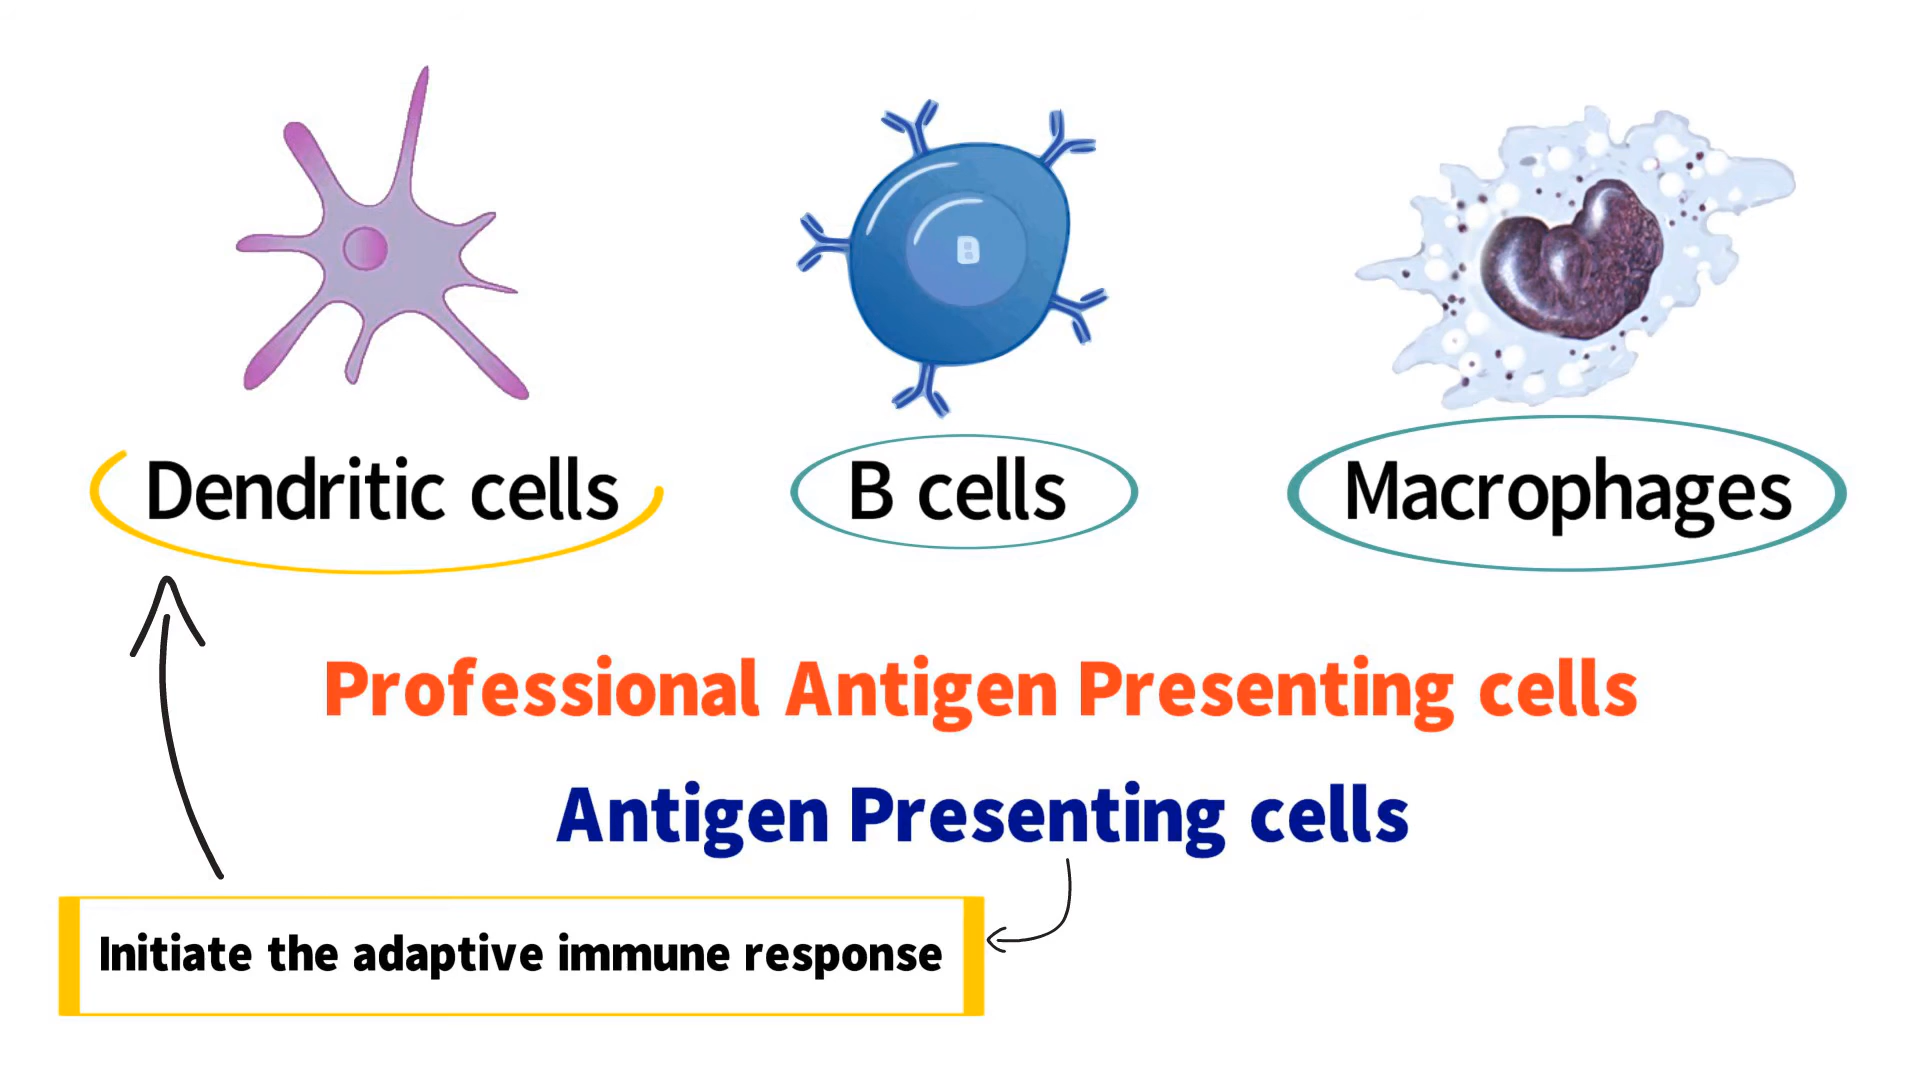 B
Dendritic cells
B cells
Macrophages
Professional Antigen Presenting cells
Antigen Presenting cells
Initiate the adaptive immune response